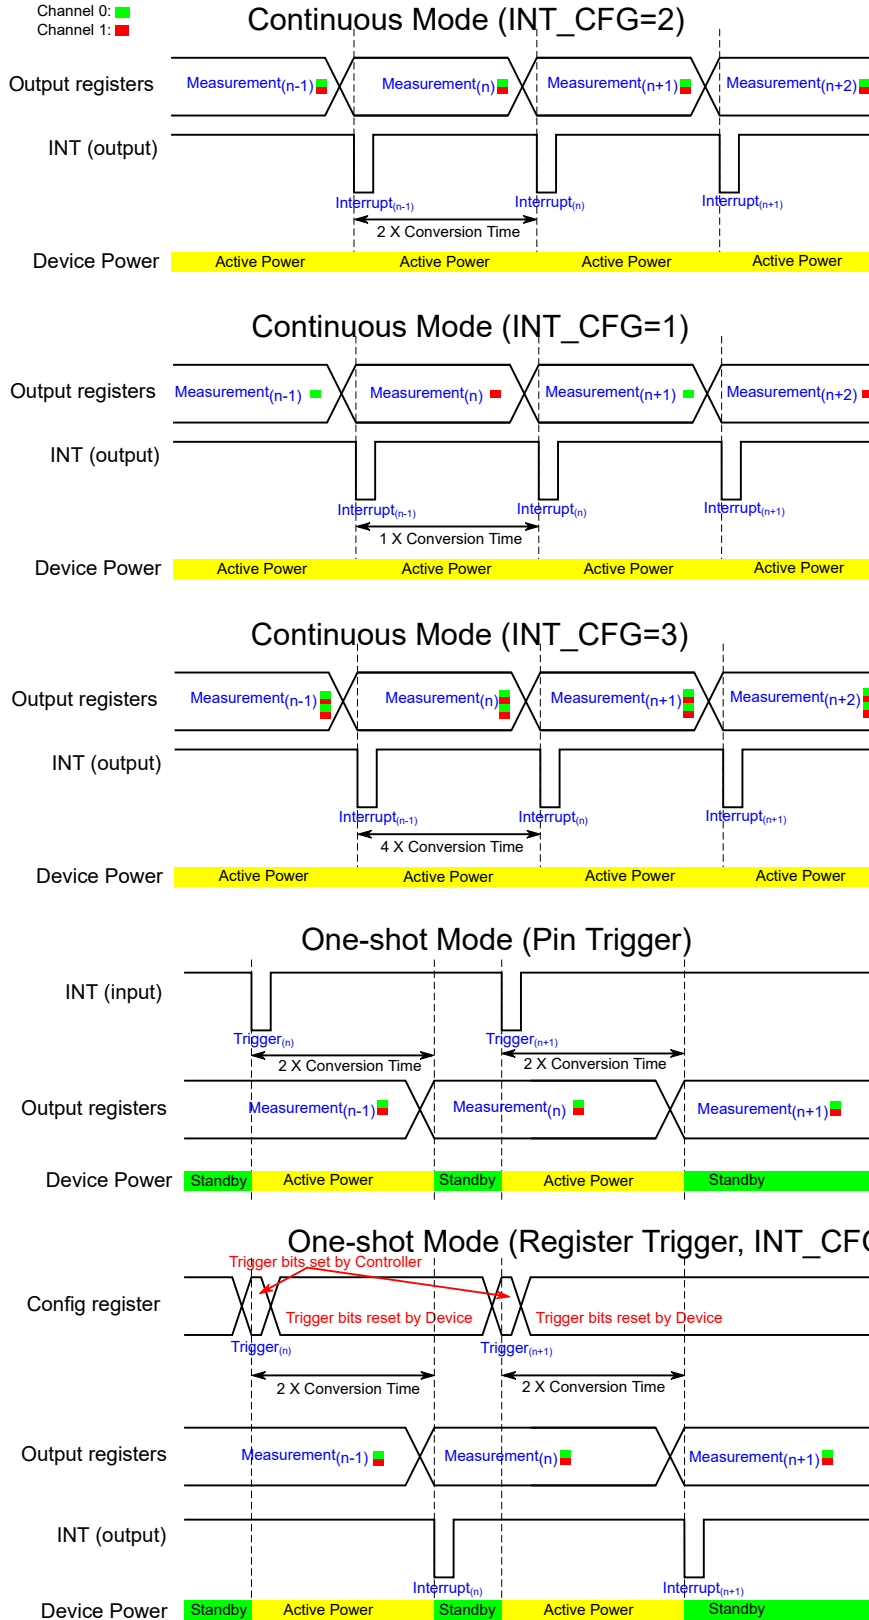 Channel 0:
Channel 1:
Continuous Mode (INT_CFG=2)
Output registers
Measurement(n-1) Measurement(n) Measurement(n+1) Measurement(n+2)
INT (output)
Interrupt(n-1) Interrupt(n) Interrupt(n+1)
2 X Conversion Time
Device Power Active Power Active Power Active Power Active Power
Continuous Mode (INT_CFG=1)
Output registers
Measurement(n-1) Measurement(n) Measurement(n+1) Measurement(n+2)
INT (output)
Interrupt(n-1) Interrupt(n) Interrupt(n+1)
1 X Conversion Time
Device Power Active Power Active Power Active Power Active Power
Continuous Mode (INT_CFG=3)
Output registers
Measurement(n-1) Measurement(n) Measurement(n+1) Measurement(n+2)
INT (output)
Interrupt(n-1) Interrupt(n) Interrupt(n+1)
4 X Conversion Time
Device Power Active Power Active Power Active Power Active Power
One-shot Mode (Pin Trigger)
INT (input)
Trigger(n) Trigger(n+1)
2 X Conversion Time 2 X Conversion Time
Output registers Measurement(n-1) Measurement(n) Measurement(n+1)
Device Power Standby Active Power Standby Active Power Standby
One-shot Mode (Register Trigger, INT_CFG
Trigger bits set by Controller
Config register
Trigger bits reset by Device Trigger bits reset by Device
Trigger(n) Trigger(n+1)
2 X Conversion Time 2 X Conversion Time
Output registers Measurement(n-1) Measurement(n) Measurement(n+1)
INT (output)
Interrupt(n) Interrupt(n+1)
Device Power Standby Active Power Standby Active Power Standby